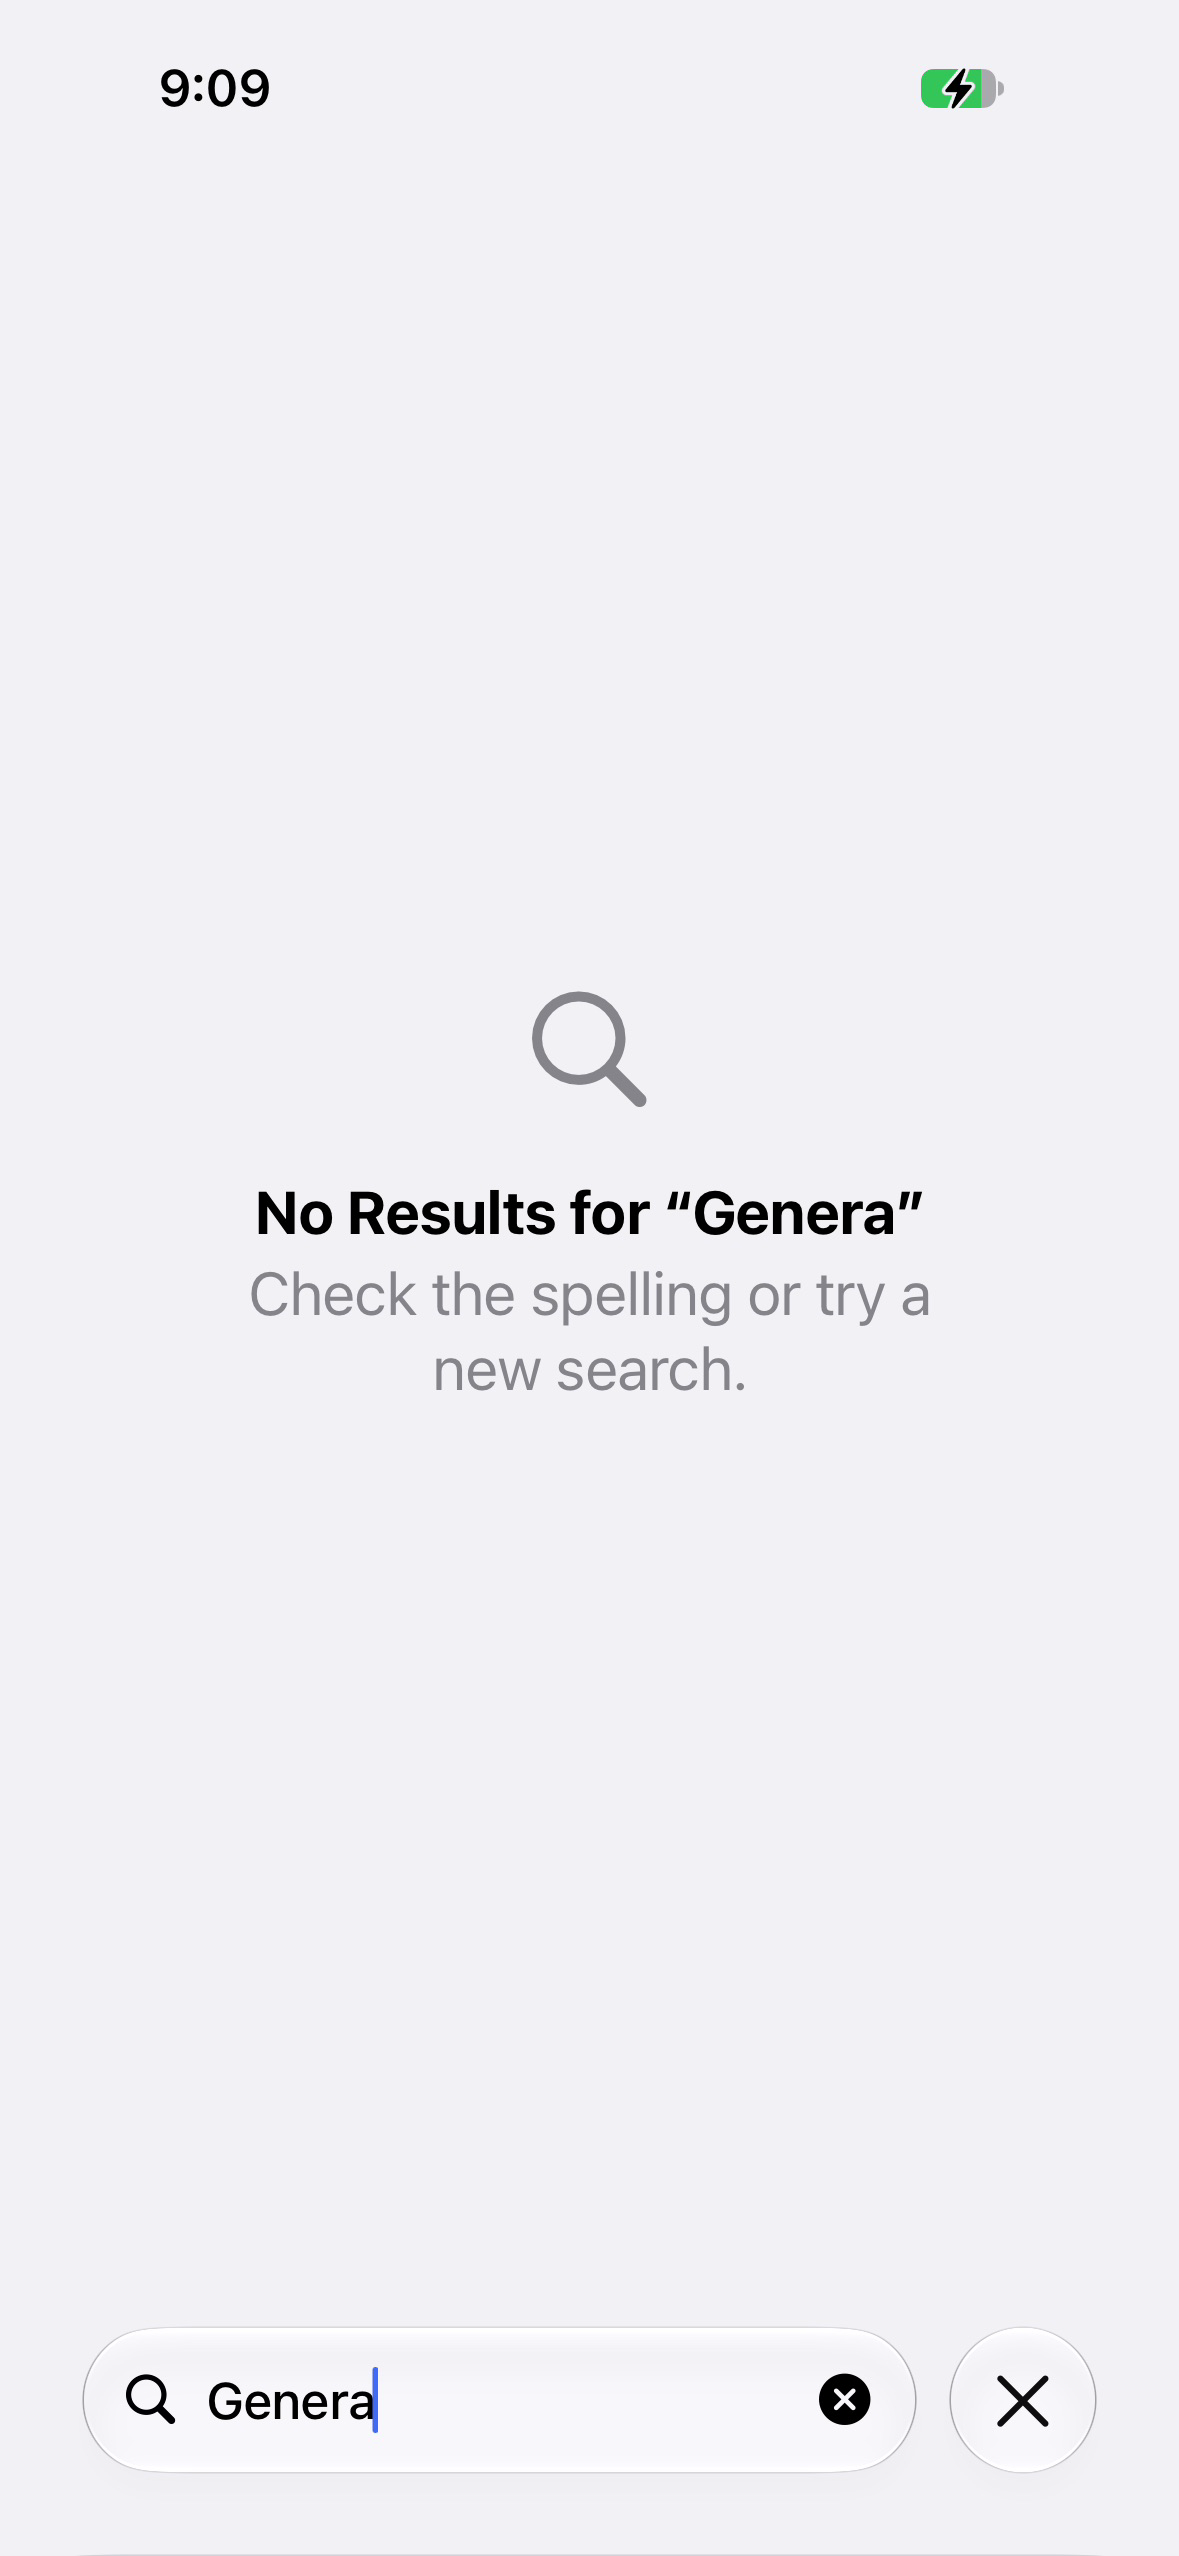 9:09
No Results for “Genera”
Check the spelling or try a
new search.
Genera